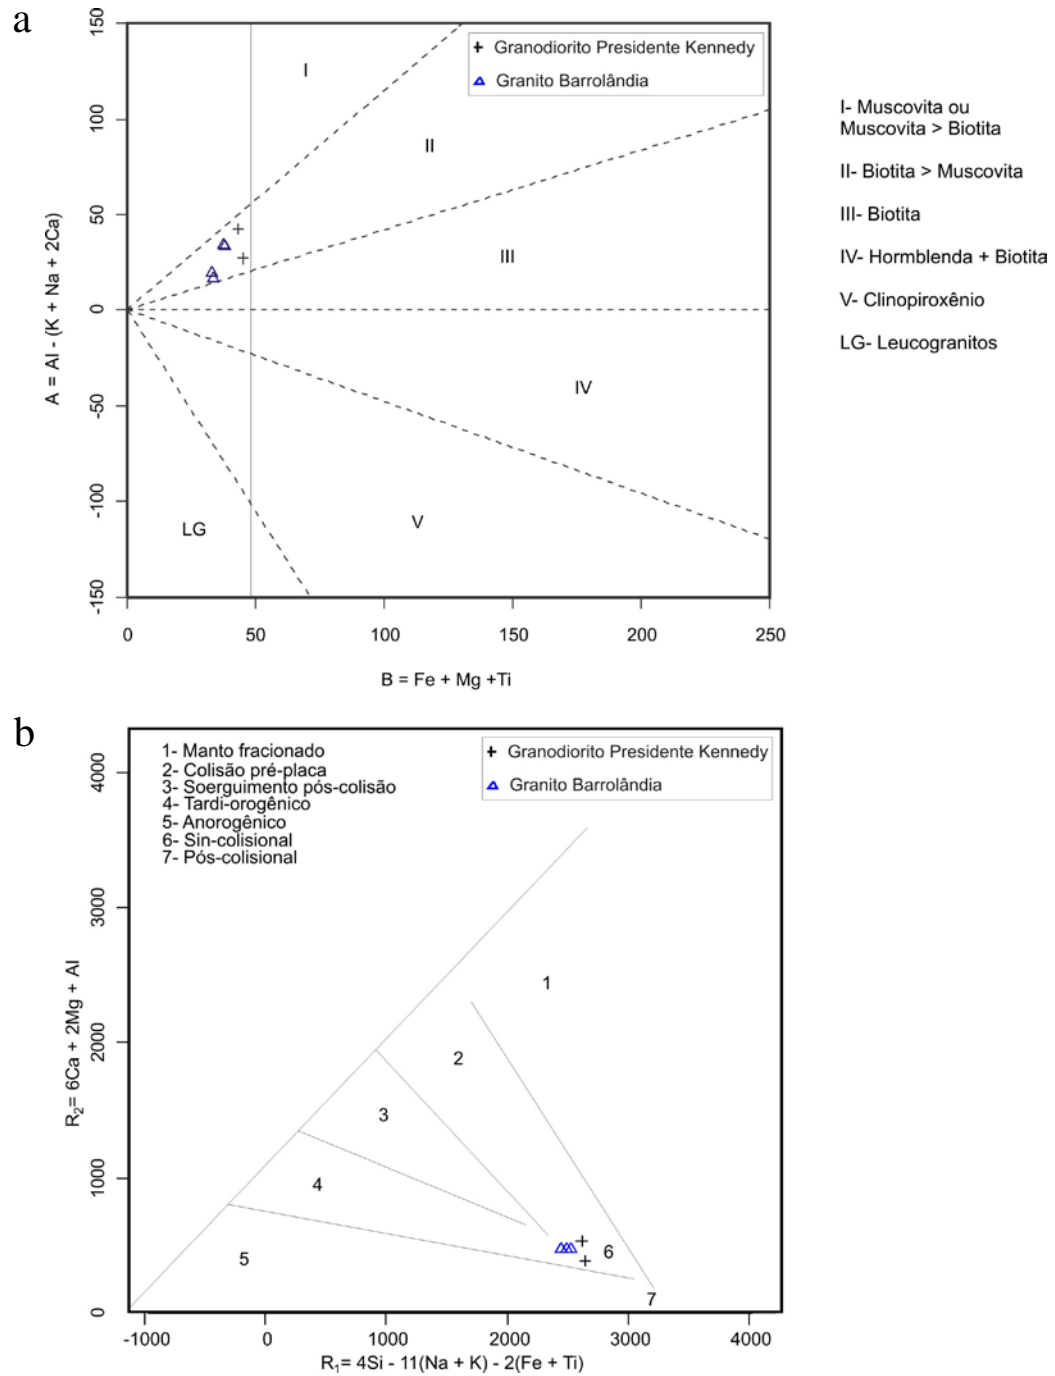 a
150
100
50
0
-50
-100
-150
A = Al - (K + Na + 2Ca)
I
II
III
IV
V
LG
+ Granodiorito Presidente Kennedy
Granito Barrolândia
0 50 100 150 200 250
B = Fe + Mg +Ti
I- Muscovita ou
Muscovita > Biotita
II- Biotita > Muscovita
III- Biotita
IV- Hormblenda + Biotita
V- Clinopiroxênio
LG- Leucogranitos
b
4000
3000
2000
1000
0
R₂= 6Ca + 2Mg + Al
1- Manto fracionado
2- Colisão pré-placa
3- Soerguimento pós-colisão
4- Tardi-orogênico
5- Anorogênico
6- Sin-colisional
7- Pós-colisional
+ Granodiorito Presidente Kennedy
Granito Barrolândia
1
2
3
4
5
6
7
-1000 0 1000 2000 3000 4000
R₁= 4Si - 11(Na + K) - 2(Fe + Ti)